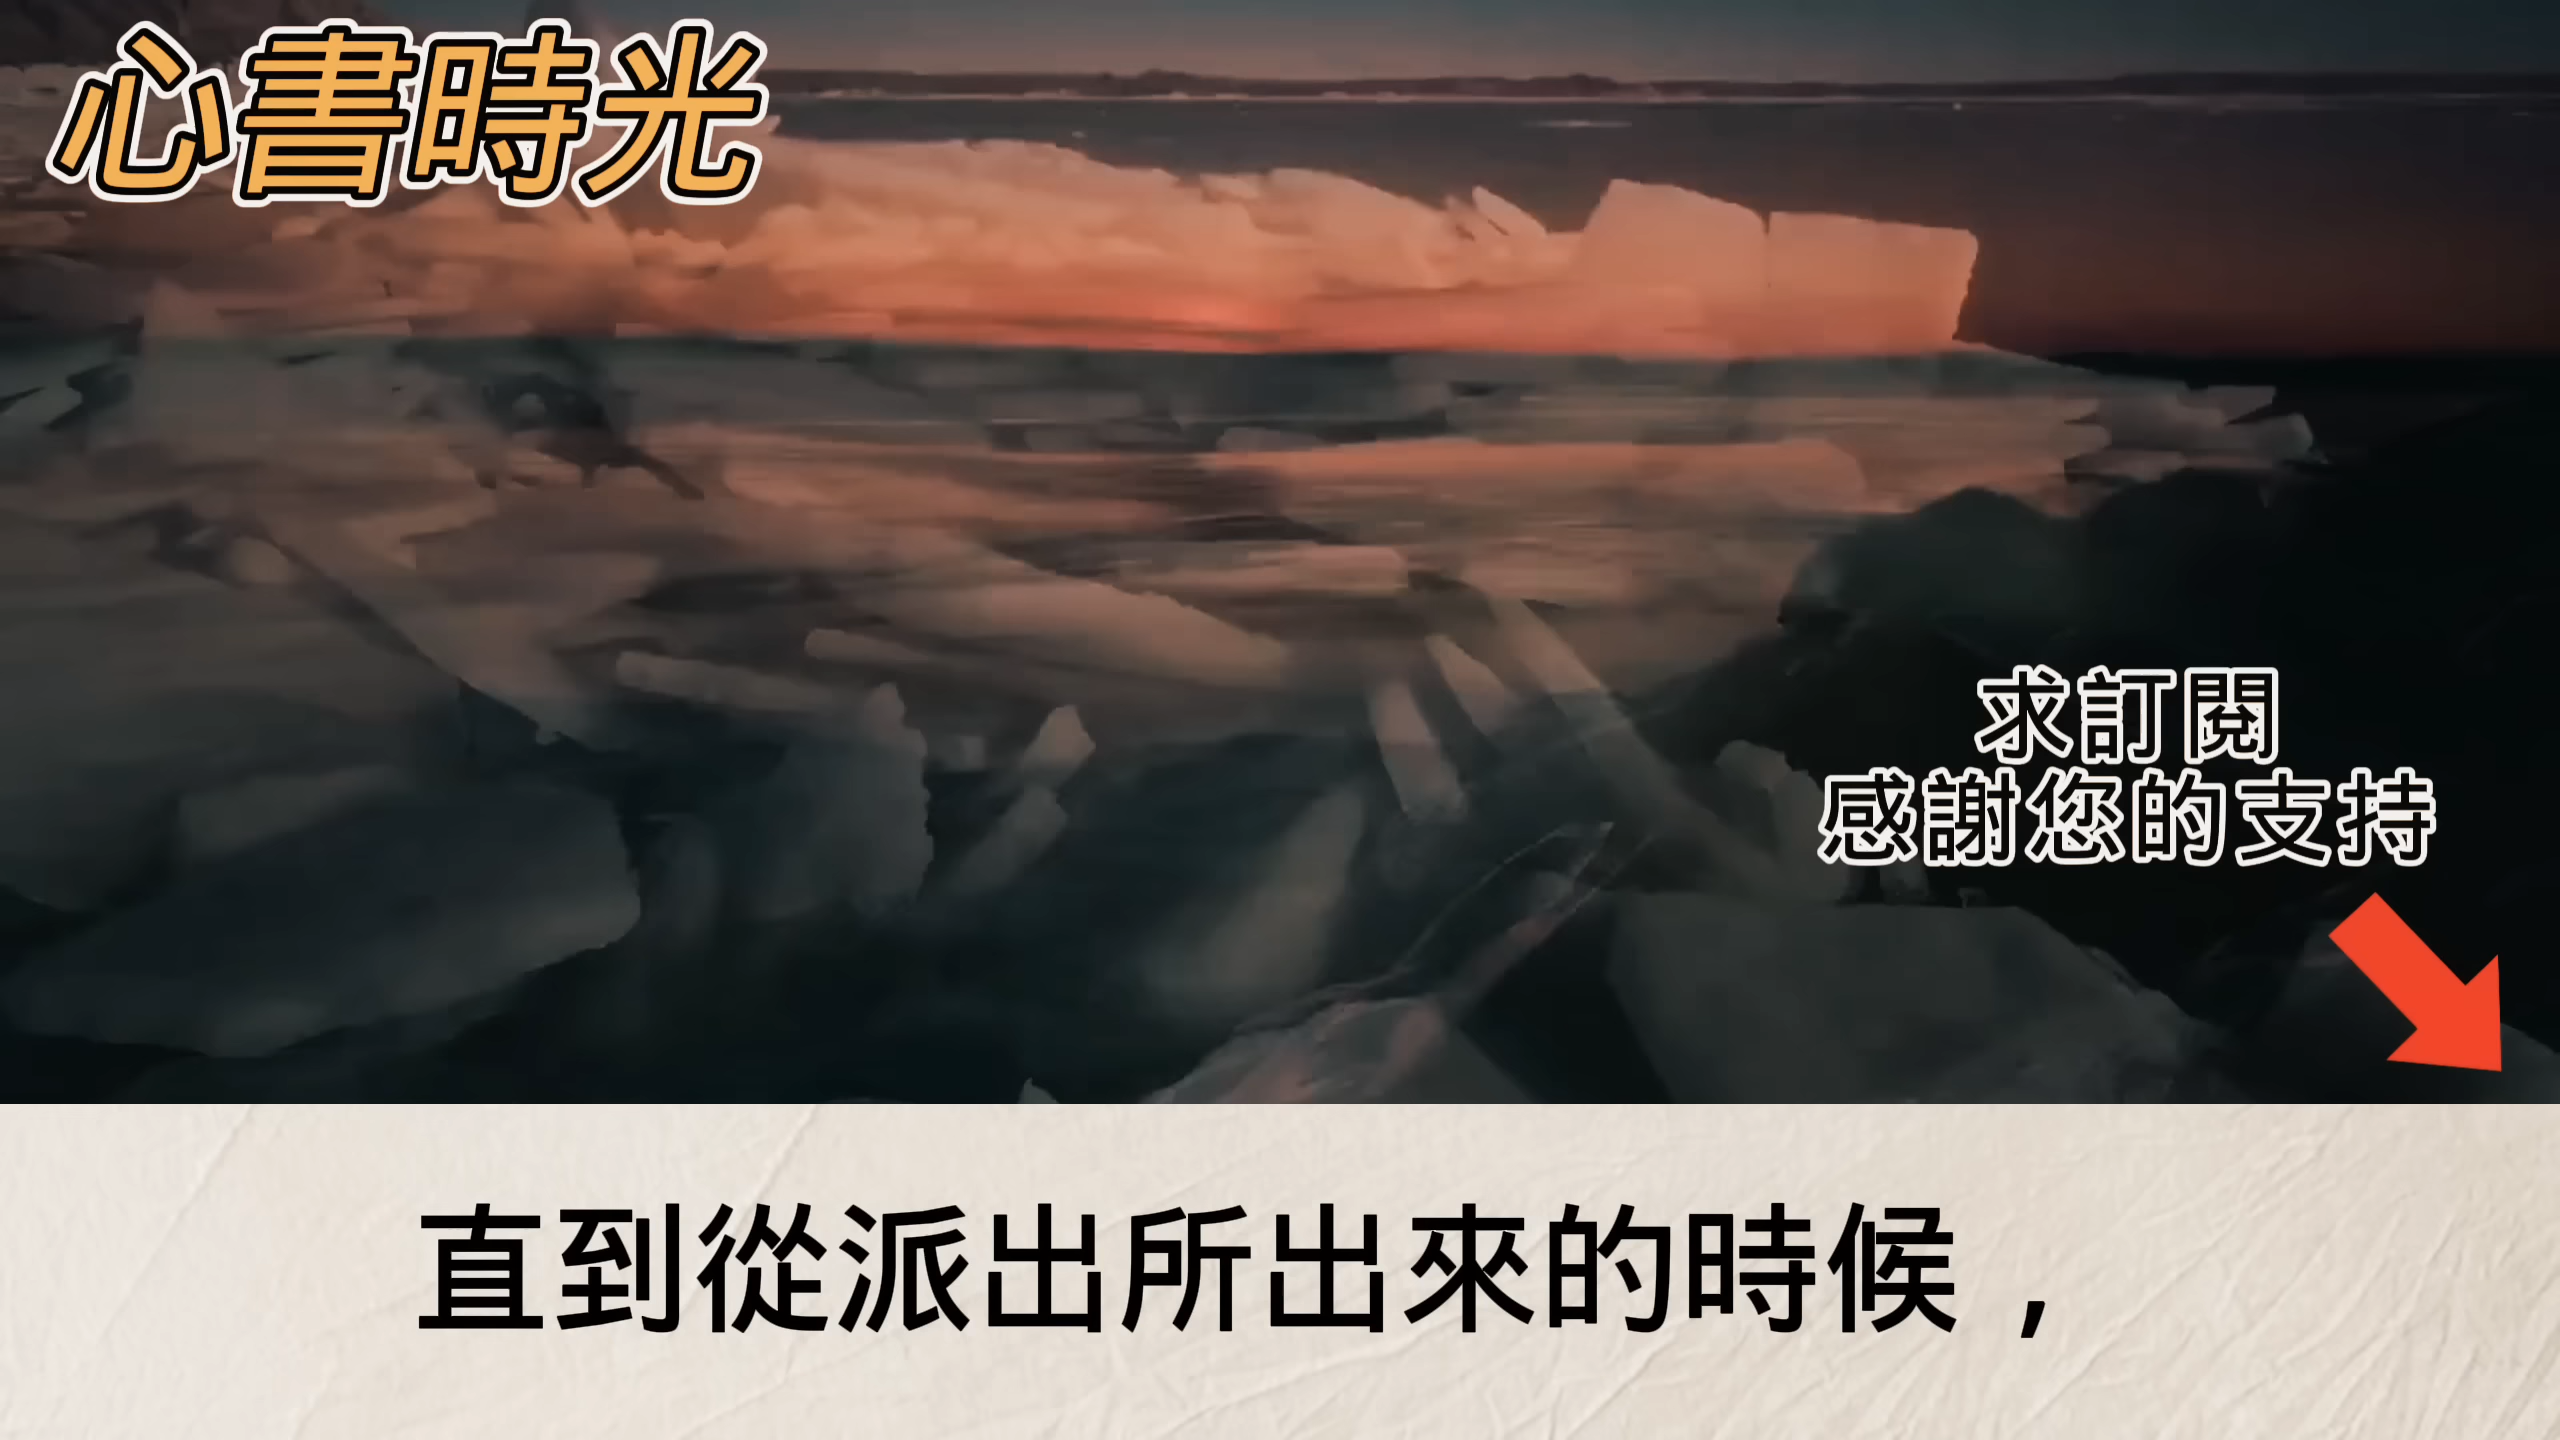 心書時光
求訂閱
感謝您的支持
直到從派出所出來的時候，